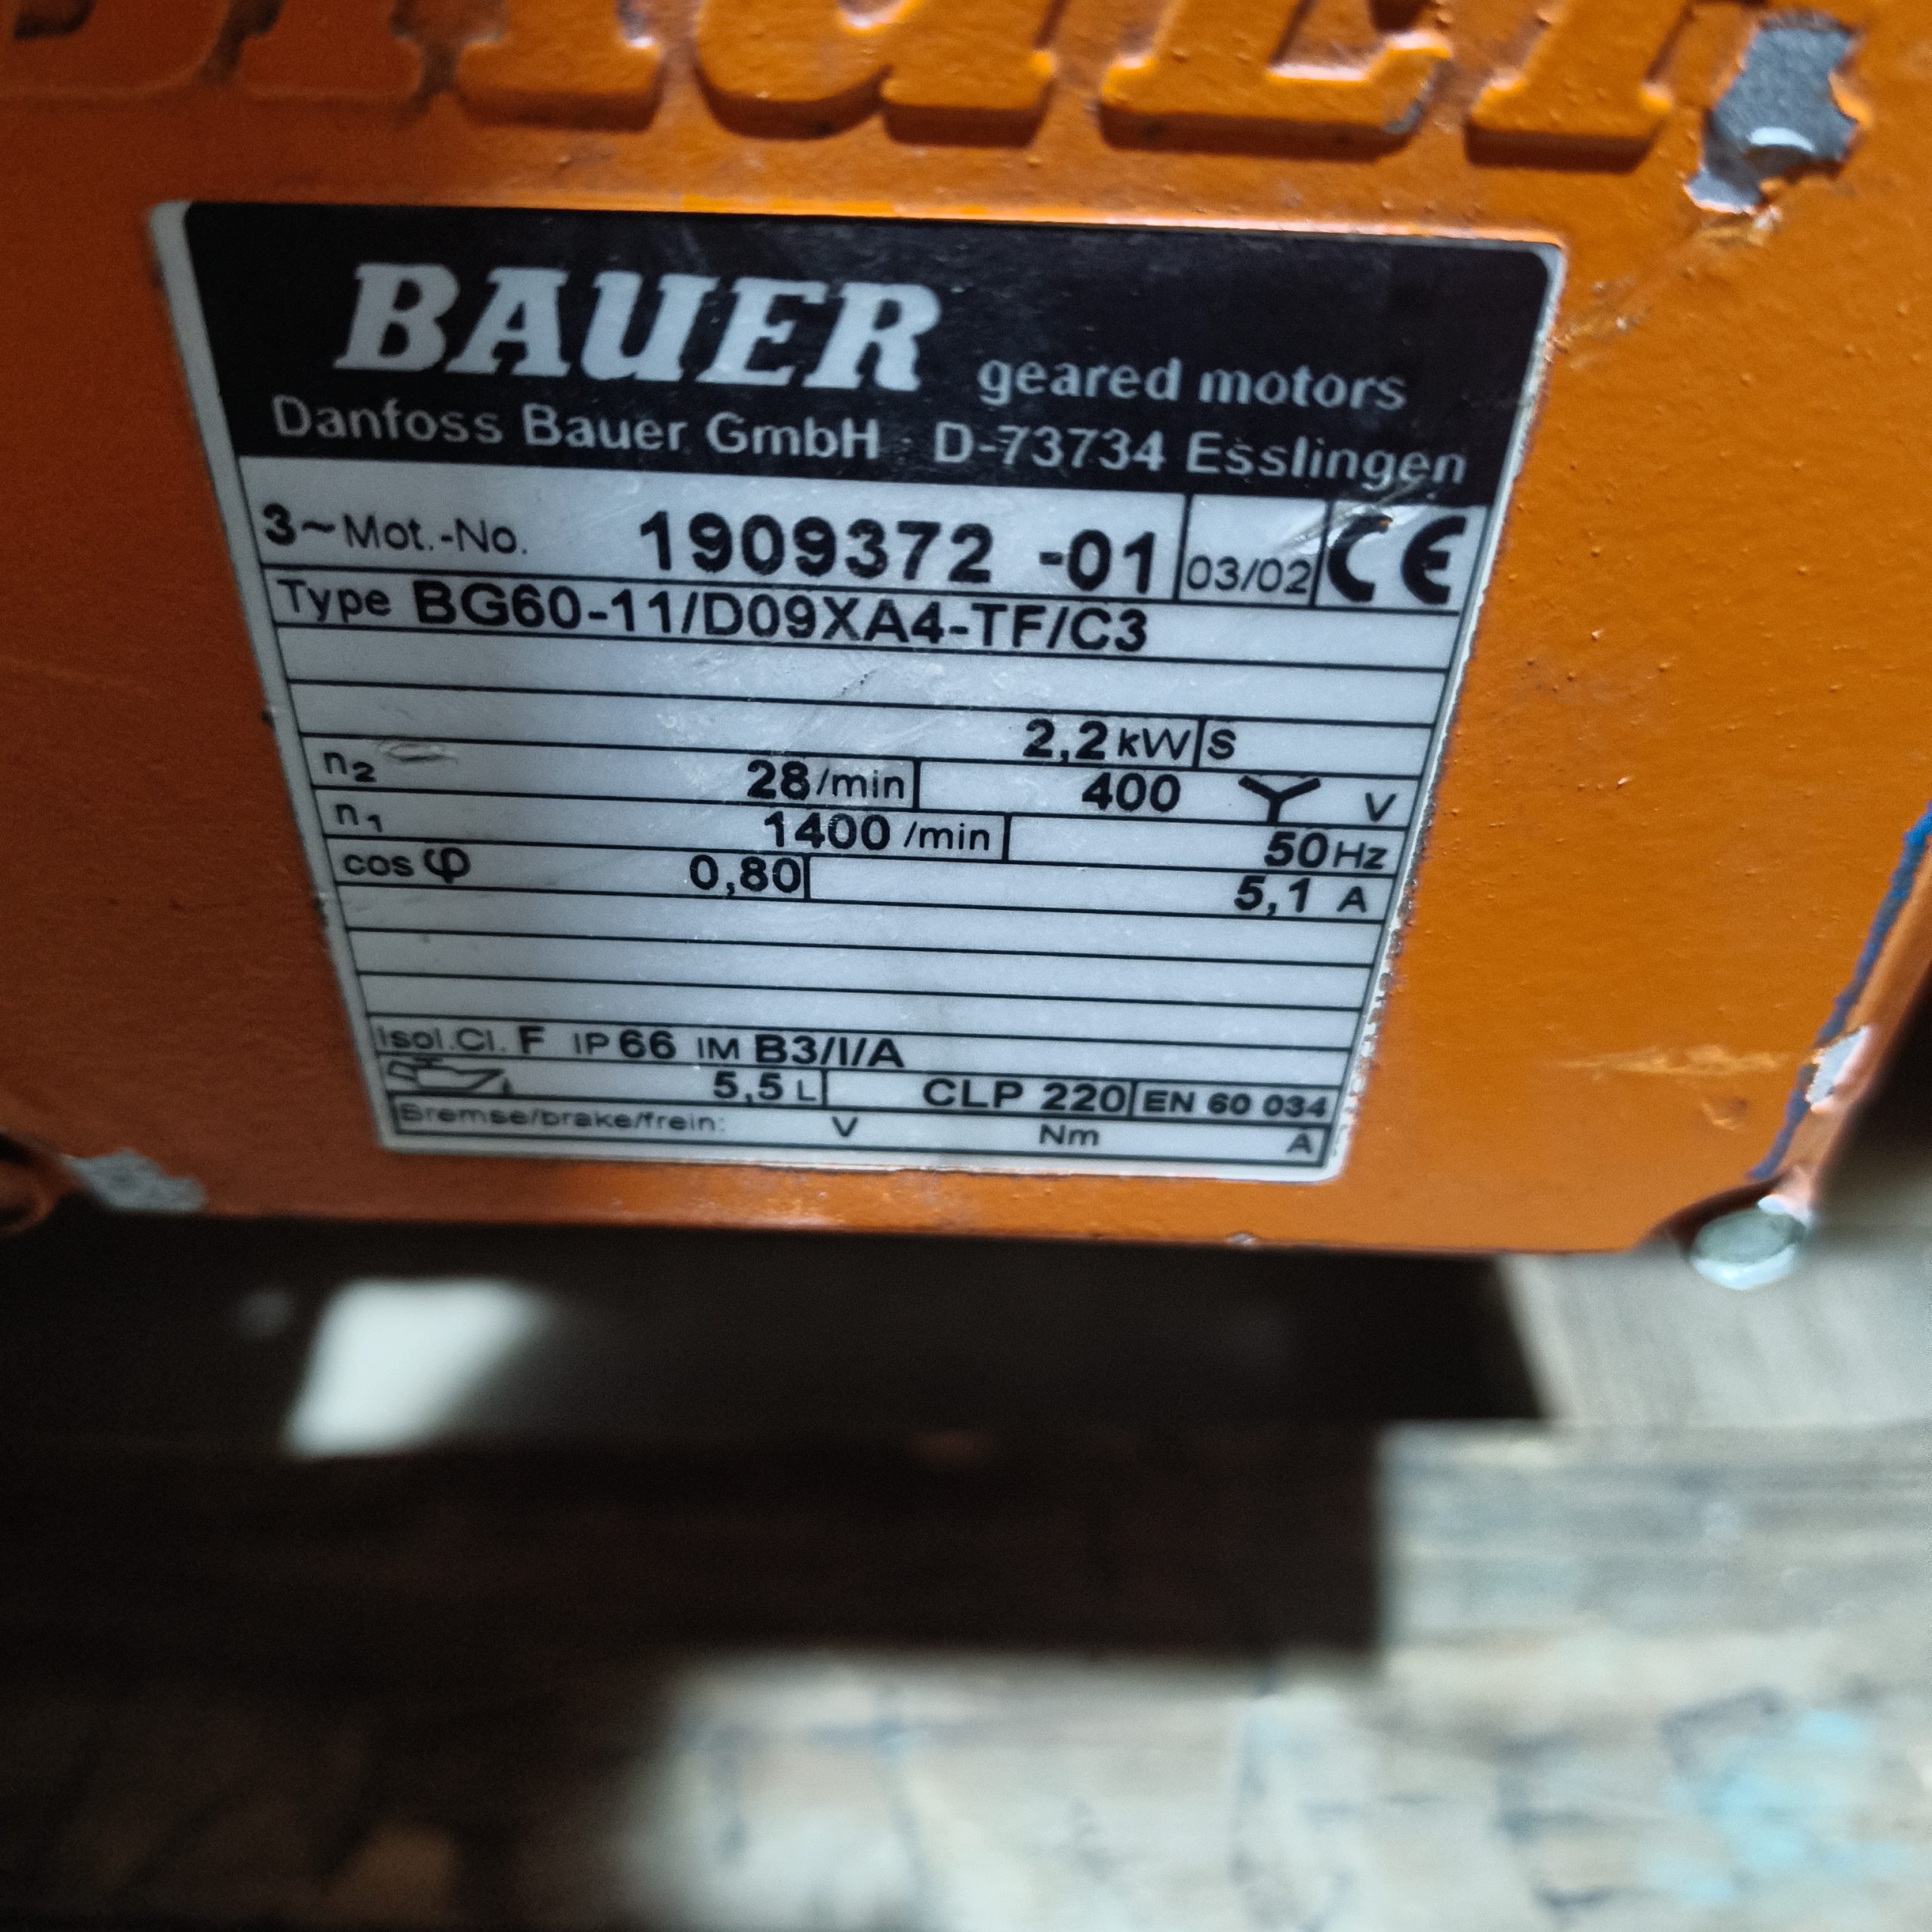 BAUER geared motors
Danfoss Bauer GmbH D-73734 Esslingen
3~Mot.-No. 1909372 -01 03/02 CE
Type BG60-11/D09XA4-TF/C3
2,2 kW S
n2 28 /min 400 Y V
n1 1400 /min 50 Hz
cos φ 0,80 5,1 A
Isol.Cl. F IP 66 IM B3/I/A
5,5 L CLP 220 EN 60 034
Bremse/brake/frein: V Nm A